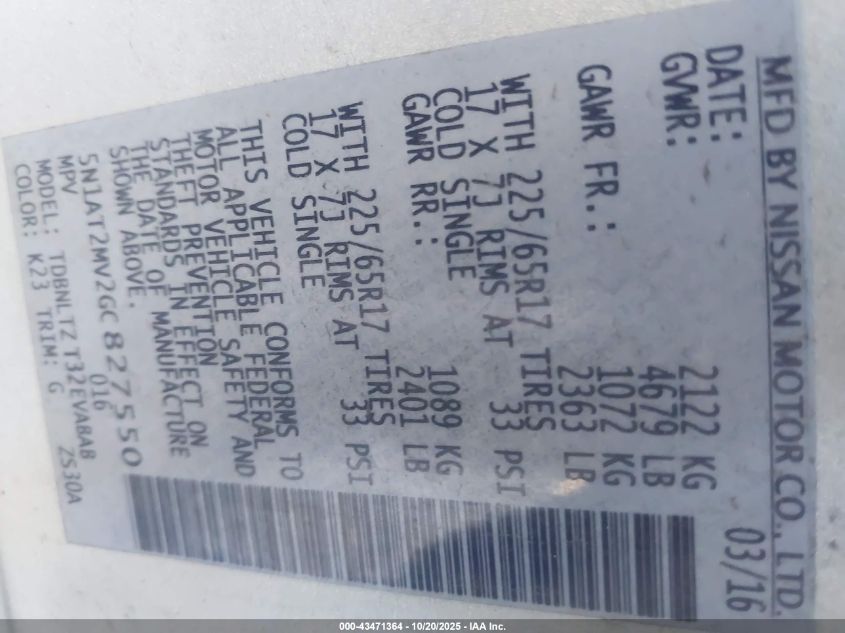 MFD BY NISSAN MOTOR CO., LTD.
DATE: 03/16
GVWR: 2122 KG
4679 LB
GAWR FR.: 1072 KG
2363 LB
WITH 225/65R17 TIRES
17 X 7J RIMS AT 33 PSI
COLD SINGLE
GAWR RR.: 1089 KG
2401 LB
WITH 225/65R17 TIRES
17 X 7J RIMS AT 33 PSI
COLD SINGLE
THIS VEHICLE CONFORMS TO
ALL APPLICABLE FEDERAL
MOTOR VEHICLE SAFETY AND
THEFT PREVENTION
STANDARDS IN EFFECT ON
THE DATE OF MANUFACTURE
SHOWN ABOVE.
5N1AT2MV2GC827550
MPV 016
MODEL: TDBNLTZ T32EVABAB
COLOR: K23 TRIM: G ZS30A
000-43471364 - 10/20/2025 - IAA Inc.